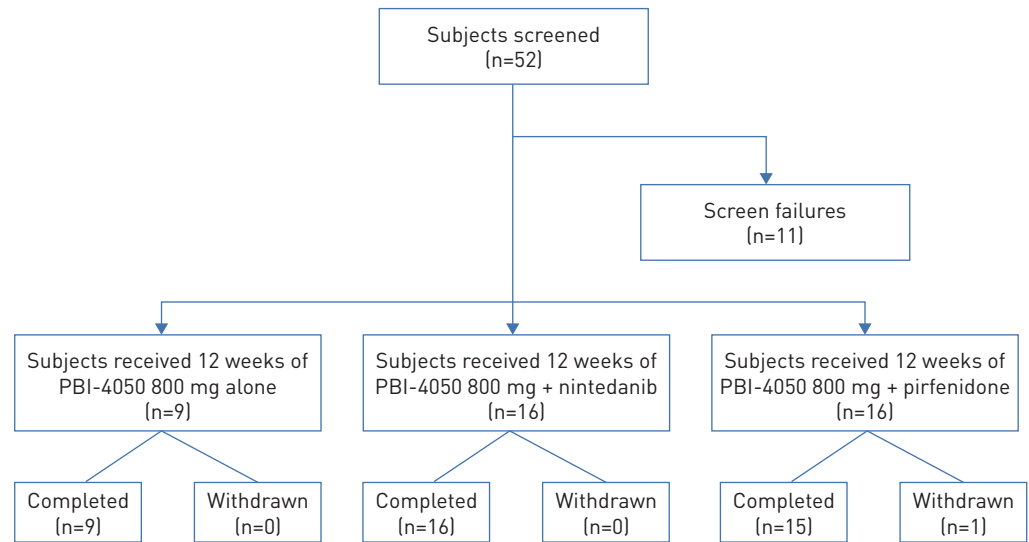 Subjects screened
(n=52)
Screen failures
(n=11)
Subjects received 12 weeks of
PBI-4050 800 mg alone
(n=9)
Subjects received 12 weeks of
PBI-4050 800 mg + nintedanib
(n=16)
Subjects received 12 weeks of
PBI-4050 800 mg + pirfenidone
(n=16)
Completed
(n=9)
Withdrawn
(n=0)
Completed
(n=16)
Withdrawn
(n=0)
Completed
(n=15)
Withdrawn
(n=1)